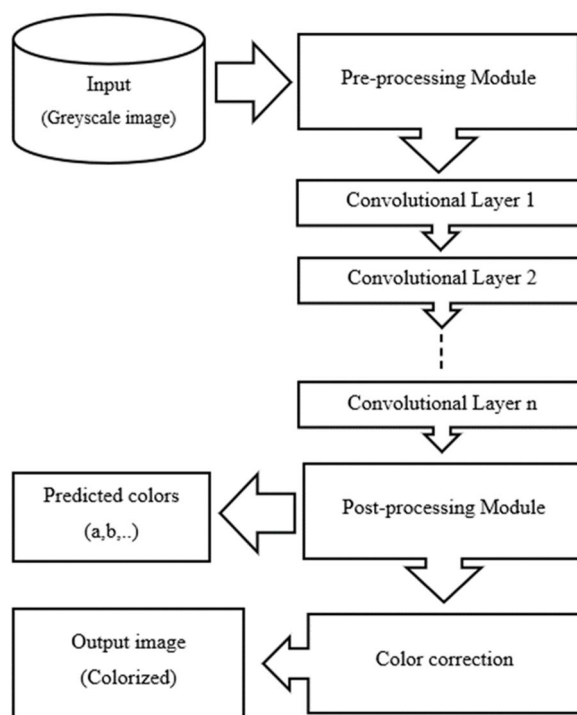 Input
(Greyscale image)
Pre-processing Module
Convolutional Layer 1
Convolutional Layer 2
Convolutional Layer n
Post-processing Module
Predicted colors
(a,b,..)
Color correction
Output image
(Colorized)